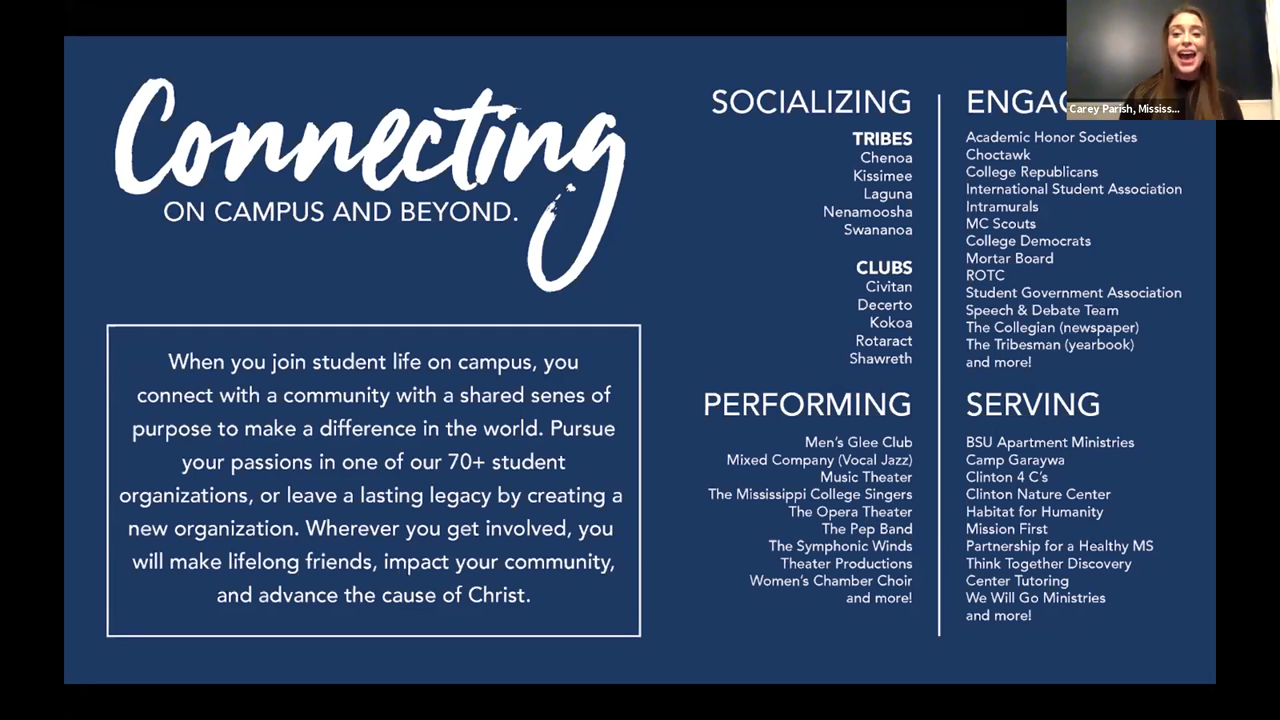 Connecting
ON CAMPUS AND BEYOND.
When you join student life on campus, you
connect with a community with a shared senes of
purpose to make a difference in the world. Pursue
your passions in one of our 70+ student
organizations, or leave a lasting legacy by creating a
new organization. Wherever you get involved, you
will make lifelong friends, impact your community,
and advance the cause of Christ.
SOCIALIZING
TRIBES
Chenoa
Kissimee
Laguna
Nenamoosha
Swananoa
CLUBS
Civitan
Decerto
Kokoa
Rotaract
Shawreth
ENGAG
Academic Honor Societies
Choctawk
College Republicans
International Student Association
Intramurals
MC Scouts
College Democrats
Mortar Board
ROTC
Student Government Association
Speech & Debate Team
The Collegian (newspaper)
The Tribesman (yearbook)
and more!
PERFORMING
Men's Glee Club
Mixed Company (Vocal Jazz)
Music Theater
The Mississippi College Singers
The Opera Theater
The Pep Band
The Symphonic Winds
Theater Productions
Women's Chamber Choir
and more!
SERVING
BSU Apartment Ministries
Camp Garaywa
Clinton 4 C's
Clinton Nature Center
Habitat for Humanity
Mission First
Partnership for a Healthy MS
Think Together Discovery
Center Tutoring
We Will Go Ministries
and more!
Carey Parish, Mississ...